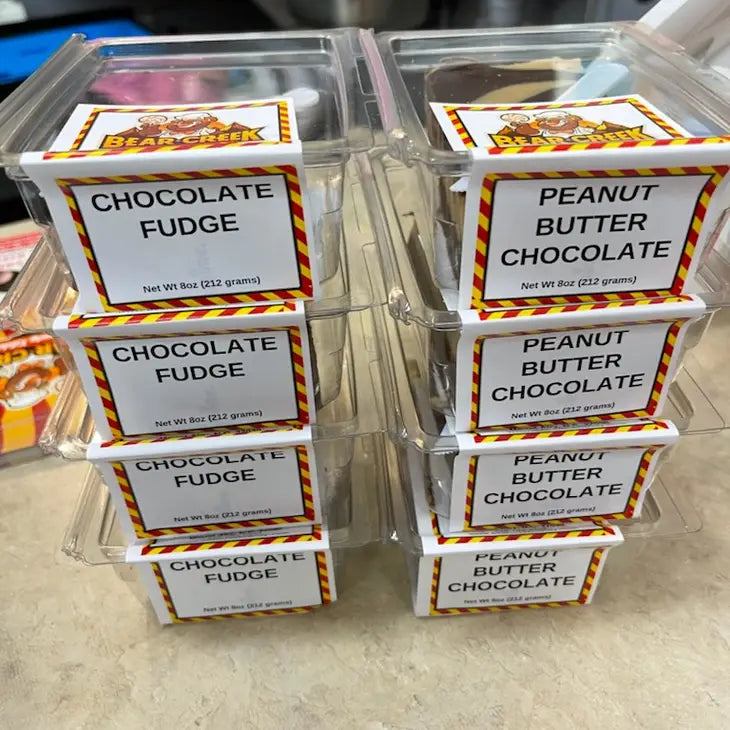 BEAR CREEK
CHOCOLATE
FUDGE
Net Wt 8oz (212 grams)
CHOCOLATE
FUDGE
Net Wt 8oz (212 grams)
CHOCOLATE
FUDGE
Net Wt 8oz (212 grams)
CHOCOLATE
FUDGE
Net Wt 8oz (212 grams)
BEAR CREEK
PEANUT
BUTTER
CHOCOLATE
Net Wt 8oz (212 grams)
PEANUT
BUTTER
CHOCOLATE
Net Wt 8oz (212 grams)
PEANUT
BUTTER
CHOCOLATE
Net Wt 8oz (212 grams)
PEANUT
BUTTER
CHOCOLATE
Net Wt 8oz (212 grams)